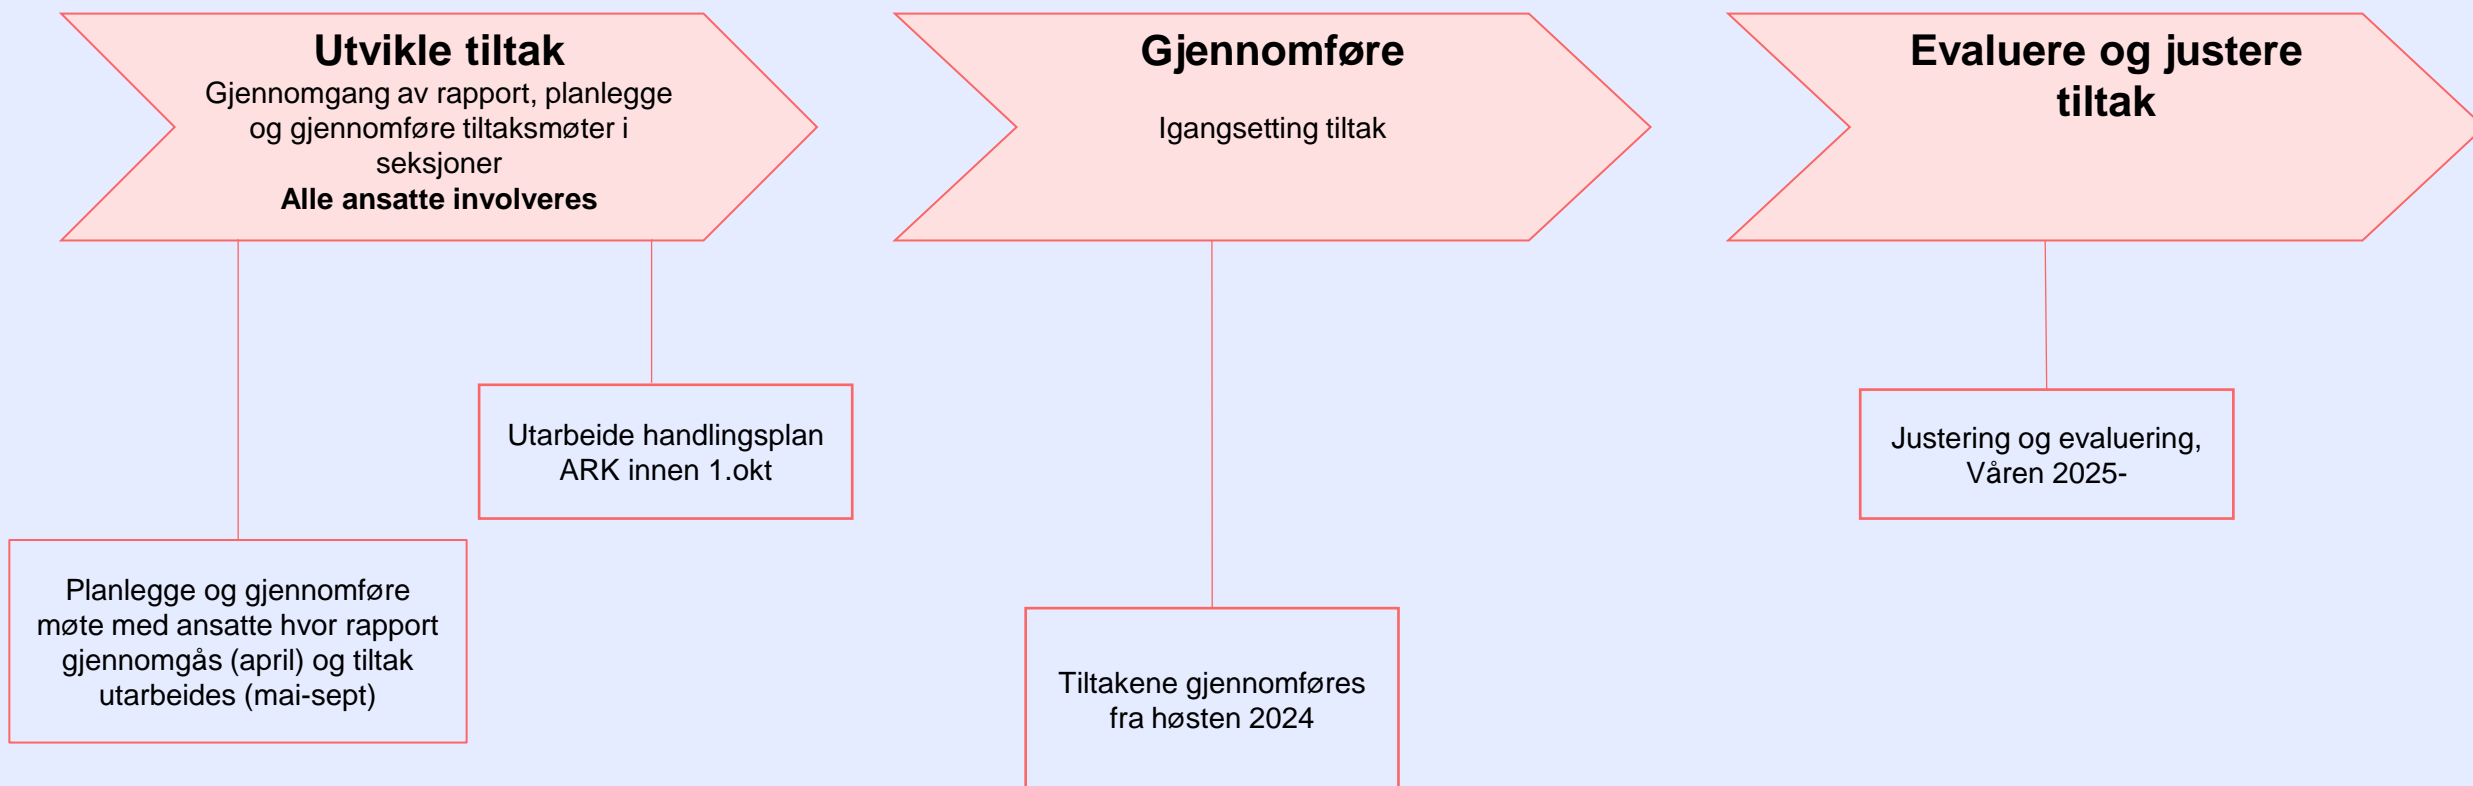 Utvikle tiltak
Gjennomgang av rapport, planlegge
og gjennomføre tiltaksmøter i
seksjoner
Alle ansatte involveres
Gjennomføre
Igangsetting tiltak
Evaluere og justere
tiltak
Utarbeide handlingsplan
ARK innen 1.okt
Justering og evaluering,
Våren 2025-
Planlegge og gjennomføre
møte med ansatte hvor rapport
gjennomgås (april) og tiltak
utarbeides (mai-sept)
Tiltakene gjennomføres
fra høsten 2024